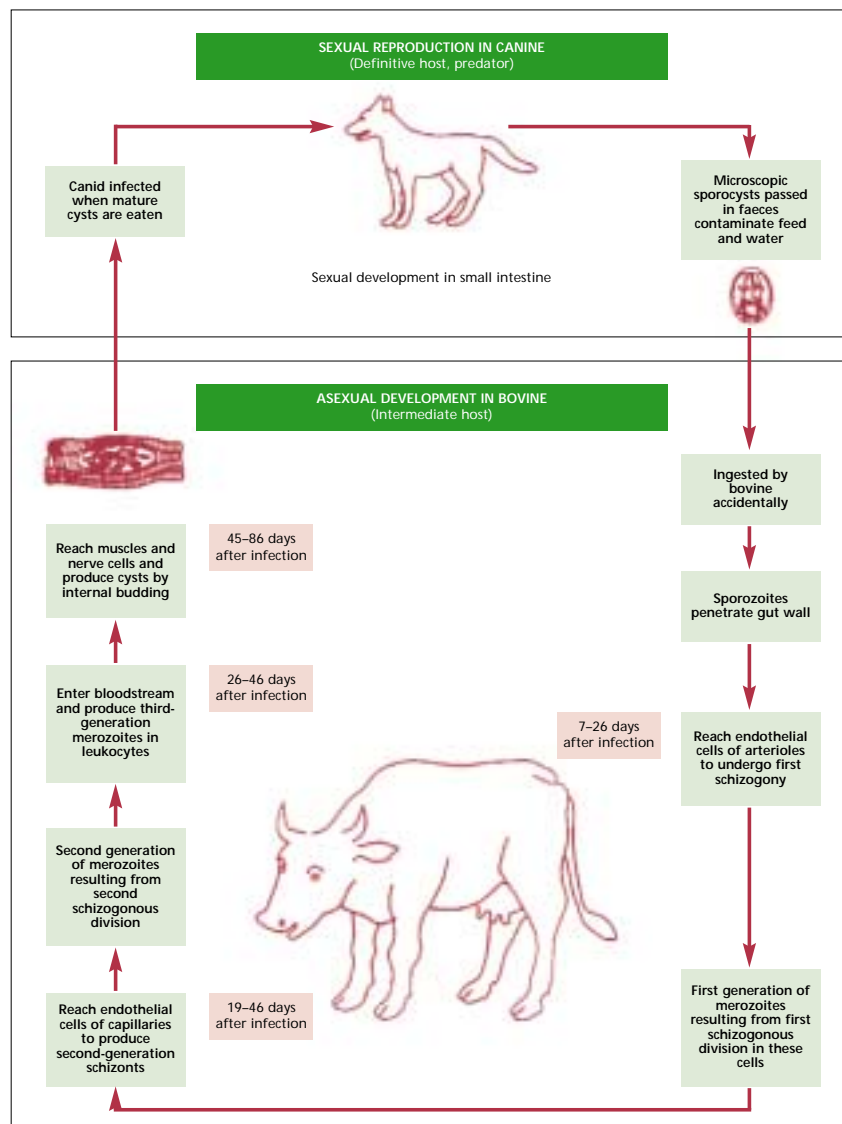 SEXUAL REPRODUCTION IN CANINE
(Definitive host, predator)
Canid infected
when mature
cysts are eaten
Microscopic
sporocysts passed
in faeces
contaminate feed
and water
Sexual development in small intestine
ASEXUAL DEVELOPMENT IN BOVINE
(Intermediate host)
Ingested by
bovine
accidentally
Sporozoites
penetrate gut wall
7–26 days
after infection
Reach endothelial
cells of arterioles
to undergo first
schizogony
First generation of
merozoites
resulting from first
schizogonous
division in these
cells
Reach endothelial
cells of capillaries
to produce
second-generation
schizonts
19–46 days
after infection
Second generation
of merozoites
resulting from
second
schizogonous
division
Enter bloodstream
and produce third-
generation
merozoites in
leukocytes
26–46 days
after infection
Reach muscles and
nerve cells and
produce cysts by
internal budding
45–86 days
after infection